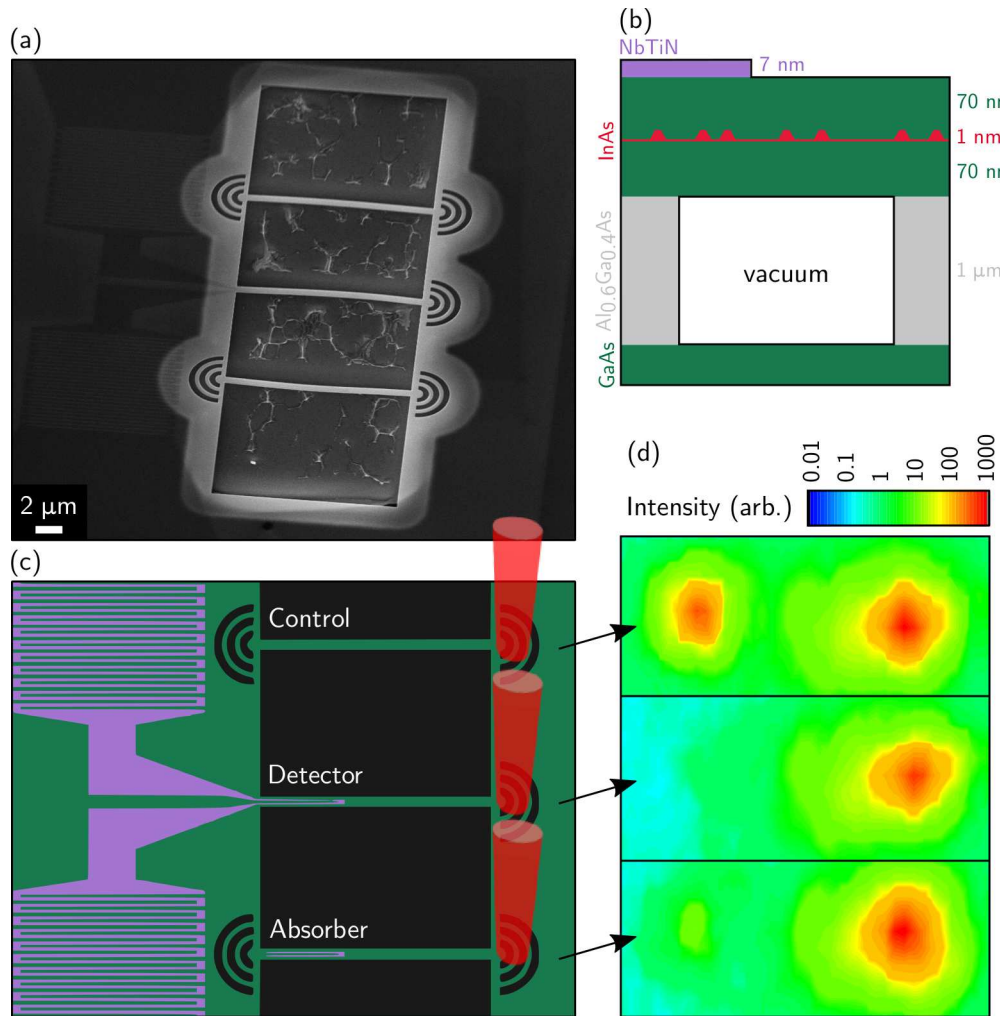 (a)
2 µm
(b)
NbTiN
7 nm
70 nm
InAs
1 nm
70 nm
Al0.6Ga0.4As
vacuum
1 µm
GaAs
(c)
Control
Detector
Absorber
(d)
0.01
0.1
1
10
100
1000
Intensity (arb.)